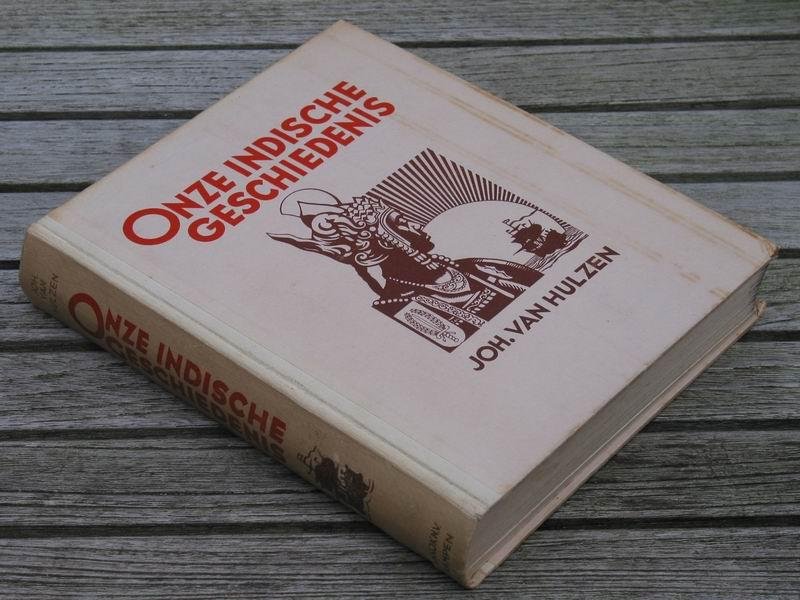 ONZE INDISCHE
GESCHIEDENIS
JOH. VAN HULZEN
JOH.
VAN
HULZEN
ONZE INDISCHE
GESCHIEDENIS